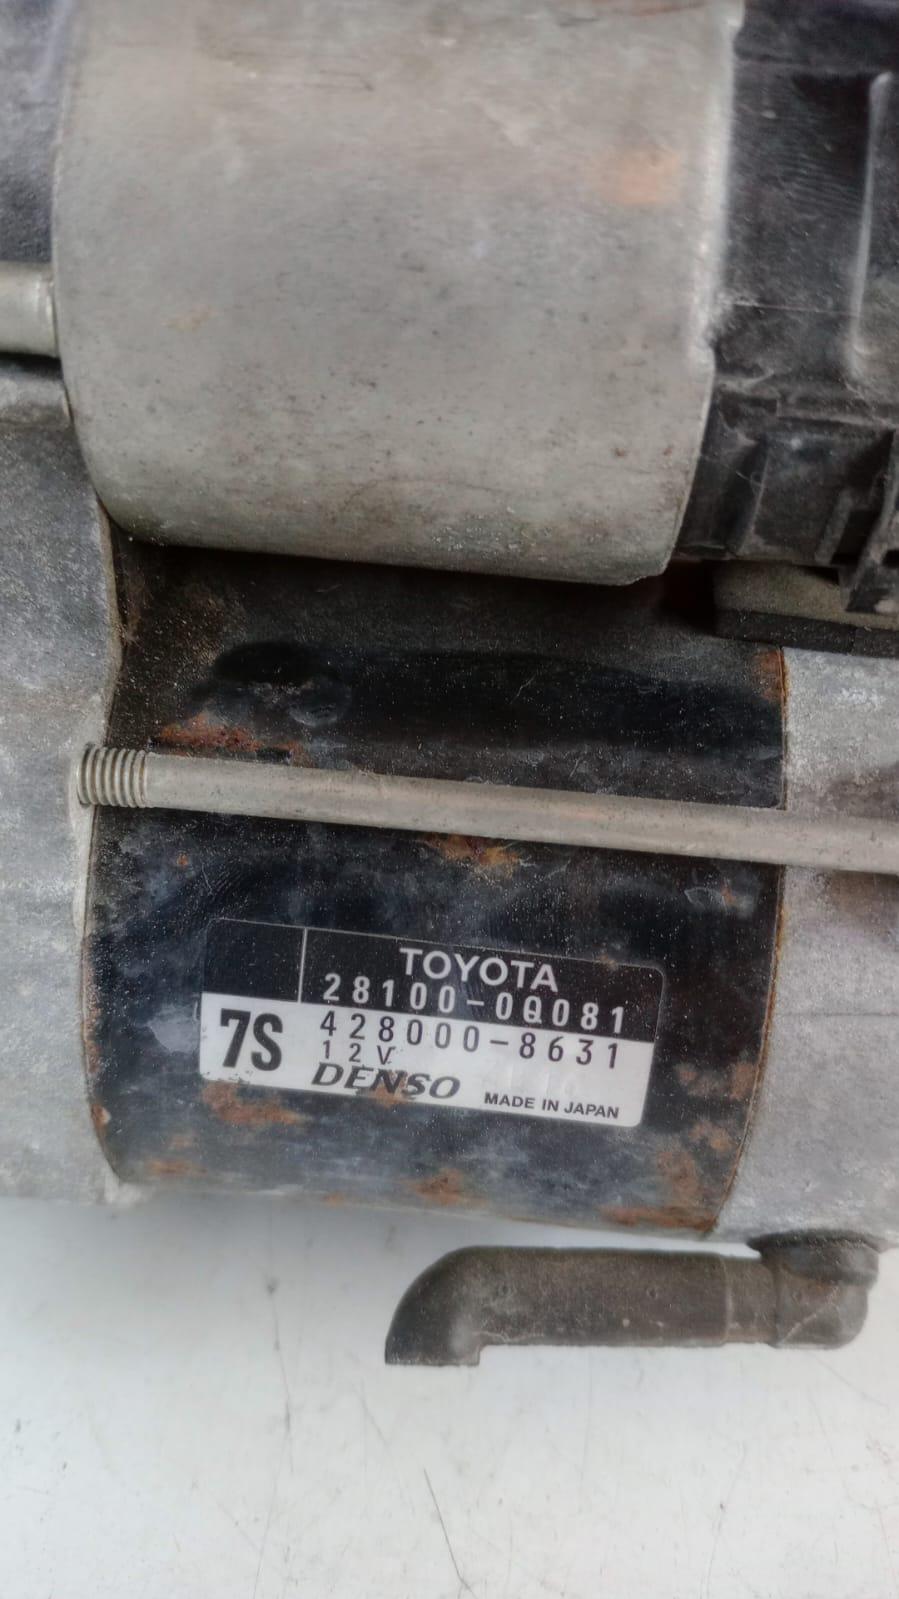 TOYOTA
28100-0Q081
7S
428000-8631
12V
DENSO
MADE IN JAPAN